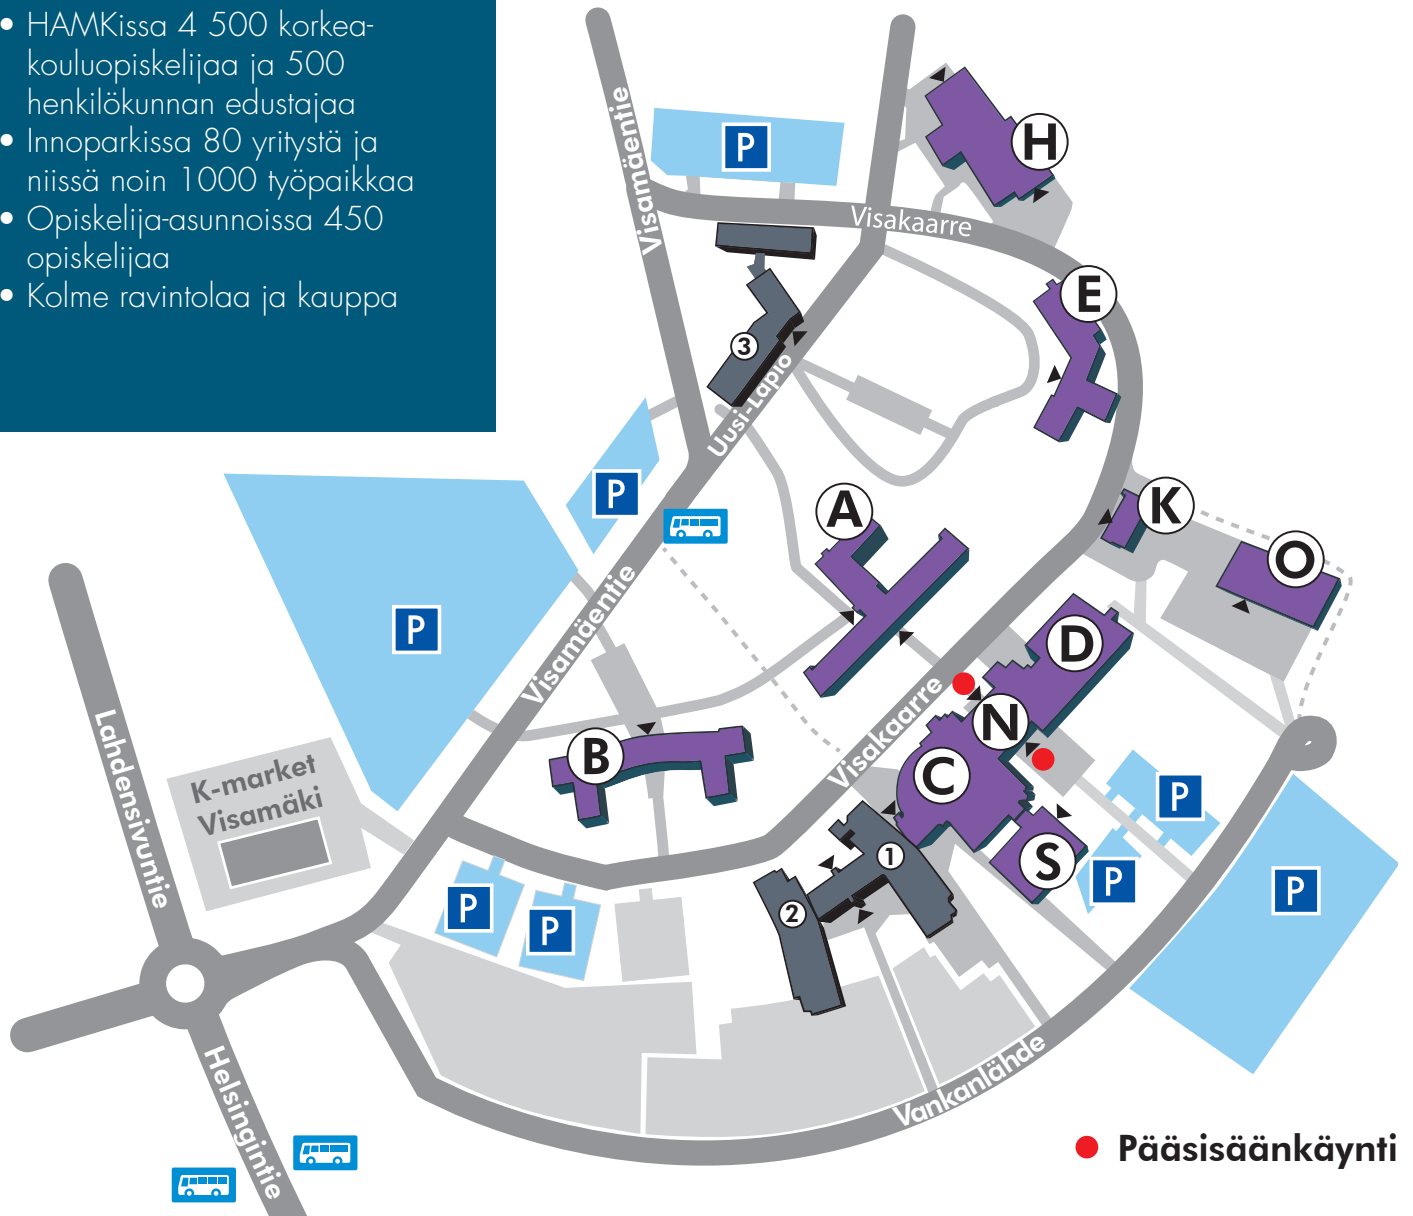 • HAMKissa 4 500 korkea-
kouluopiskelijaa ja 500
henkilökunnan edustajaa
• Innoparkissa 80 yritystä ja
niissä noin 1000 työpaikkaa
• Opiskelija-asunnoissa 450
opiskelijaa
• Kolme ravintolaa ja kauppa
Visamäentie
P
H
Visakaarre
E
3
Uusi-Lapio
P
A
K
O
P
Visamäentie
D
N
Visakaarre
B
C
Lahdensivuntie
K-market
Visamäki
P
1
S
P
P
P
P
2
Vankanlähde
Helsingintie
Pääsisäänkäynti